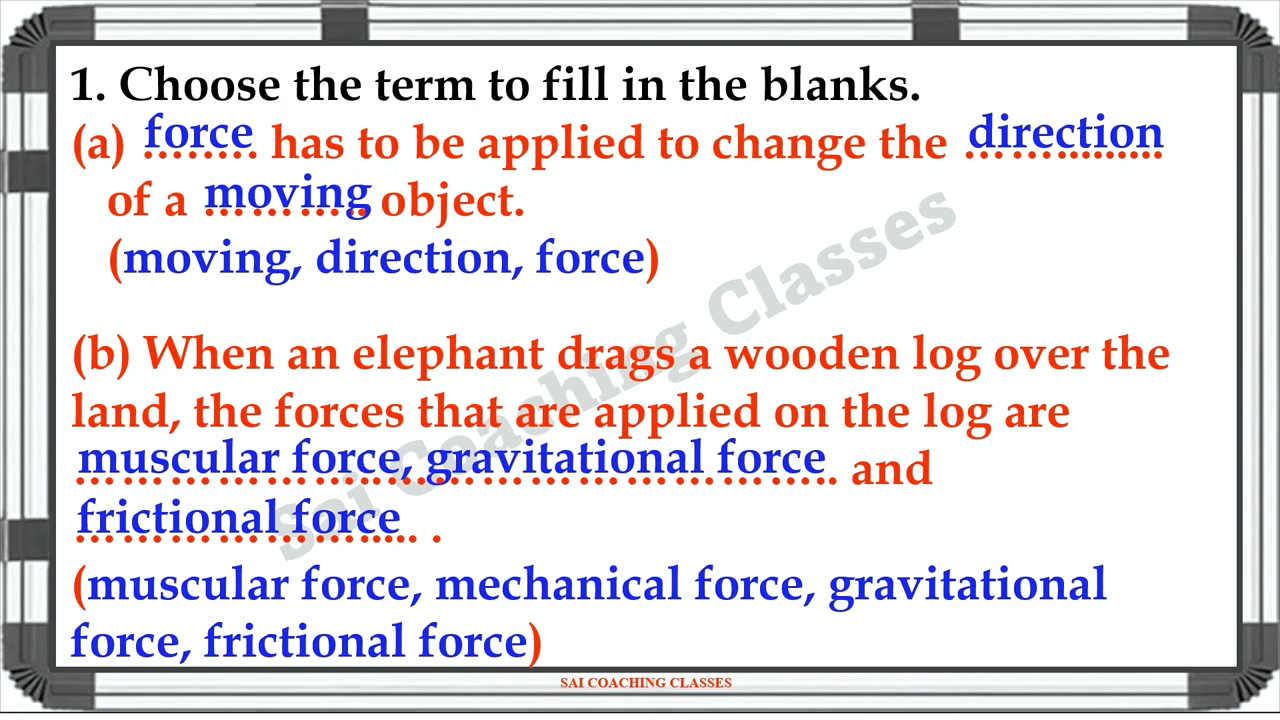 1. Choose the term to fill in the blanks.
(a) force has to be applied to change the direction
of a moving object.
(moving, direction, force)
(b) When an elephant drags a wooden log over the
land, the forces that are applied on the log are
muscular force, gravitational force and
frictional force .
(muscular force, mechanical force, gravitational
force, frictional force)
Sai Coaching Classes
SAI COACHING CLASSES